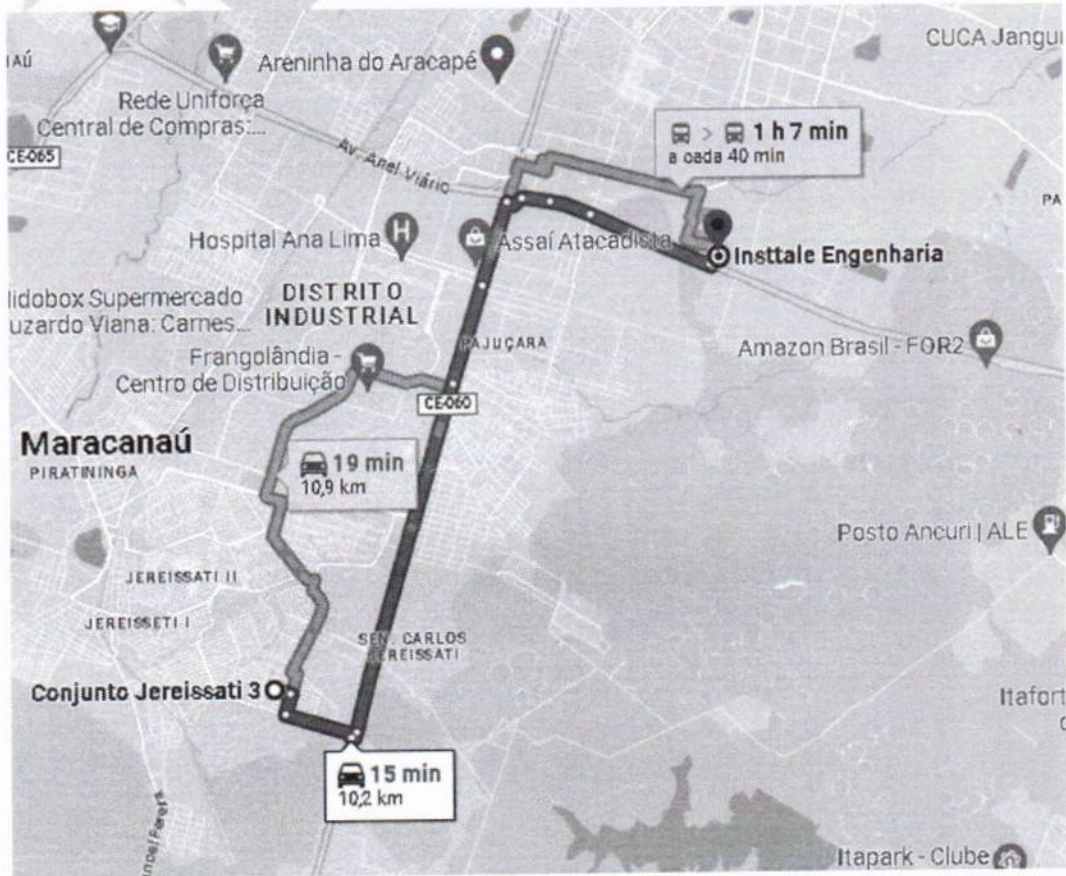 CUCA Jangu
IAÚ
Areninha do Aracapé
Rede Uniforça
Central de Compras:...
CE-065
Av. Anel Viário
1 h 7 min
a cada 40 min
PA
Hospital Ana Lima
Assaí Atacadista
Insttale Engenharia
lidobox Supermercado
uzardo Viana: Carnes...
DISTRITO
INDUSTRIAL
PAJUÇARA
Amazon Brasil - FOR2
Frangolândia -
Centro de Distribuição
CE-060
Maracanaú
PIRATININGA
19 min
10,9 km
Posto Ancuri | ALE
JEREISSATI II
JEREISSETI I
SEN. CARLOS
JEREISSATI
Conjunto Jereissati 3
Itafort
15 min
10,2 km
Itapark - Clube